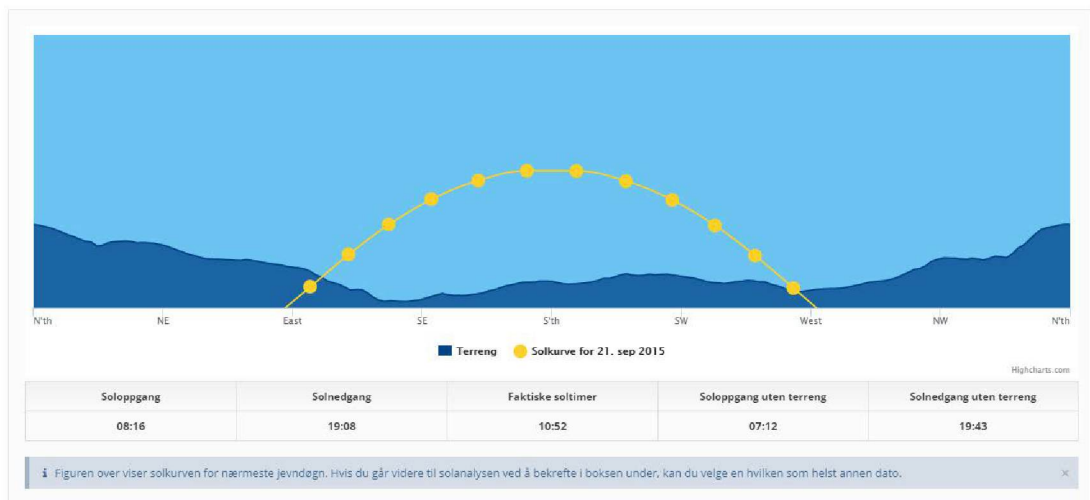 N'th NE East SE S'th SW West NW N'th
Terreng Solkurve for 21. sep 2015
Highcharts.com
Soloppgang Solnedgang Faktiske soltimer Soloppgang uten terreng Solnedgang uten terreng
08:16 19:08 10:52 07:12 19:43
i Figuren over viser solkurven for nærmeste jevndøgn. Hvis du går videre til solanalysen ved å bekrefte i boksen under, kan du velge en hvilken som helst annen dato. ×